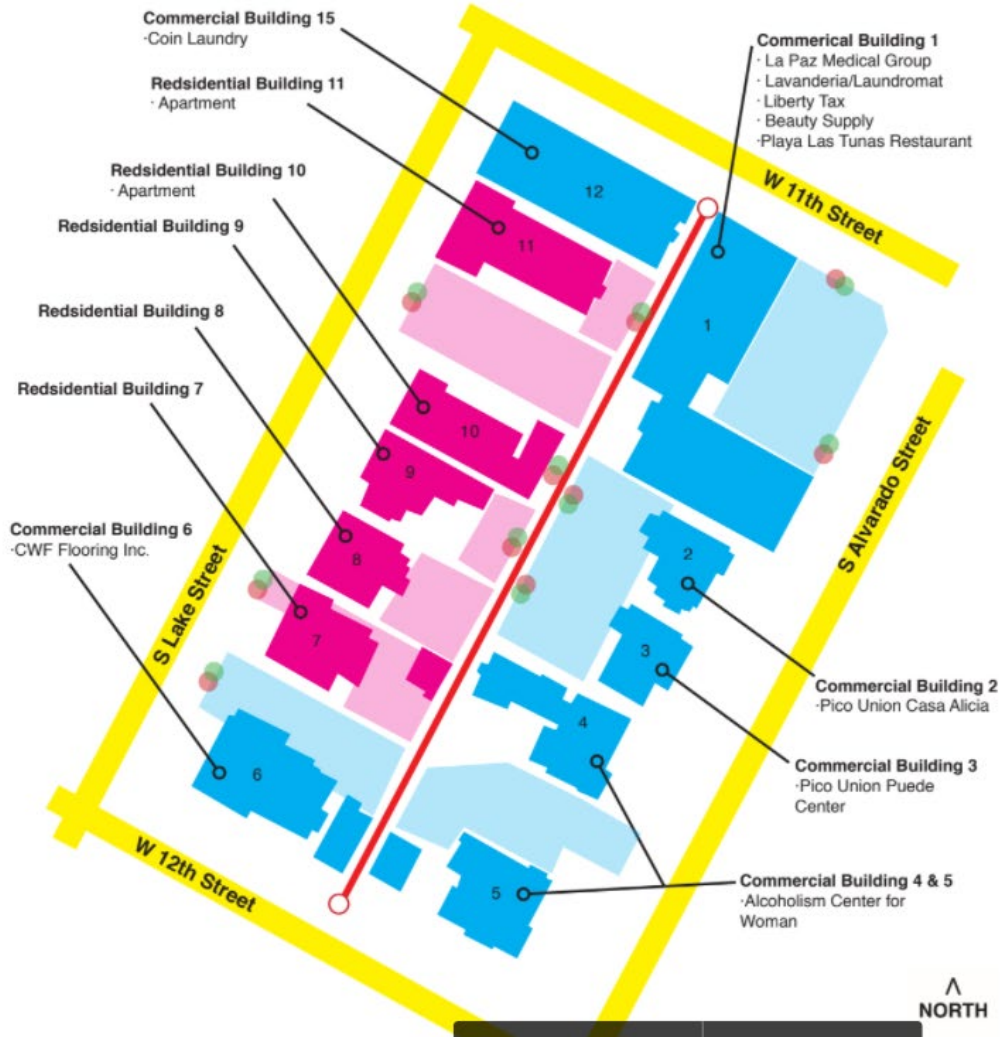 Commercial Building 15
·Coin Laundry
Redsidential Building 11
· Apartment
Redsidential Building 10
· Apartment
Redsidential Building 9
Redsidential Building 8
Redsidential Building 7
Commercial Building 6
·CWF Flooring Inc.
Commerical Building 1
· La Paz Medical Group
· Lavanderia/Laundromat
· Liberty Tax
· Beauty Supply
·Playa Las Tunas Restaurant
W 11th Street
S Lake Street
S Alvarado Street
W 12th Street
12
11
1
10
9
2
8
3
7
4
6
5
Commercial Building 2
·Pico Union Casa Alicia
Commercial Building 3
·Pico Union Puede
Center
Commercial Building 4 & 5
·Alcoholism Center for
Woman
NORTH